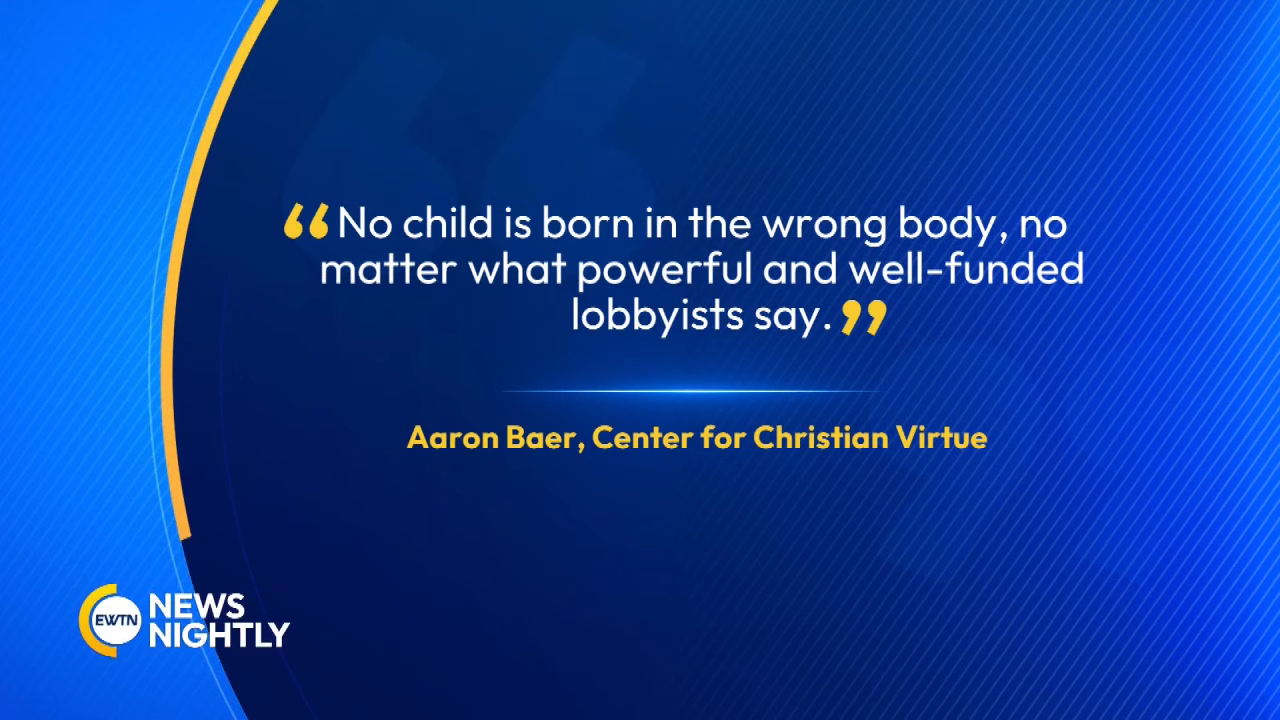 “No child is born in the wrong body, no
matter what powerful and well-funded
lobbyists say.”
Aaron Baer, Center for Christian Virtue
EWTN
NEWS
NIGHTLY